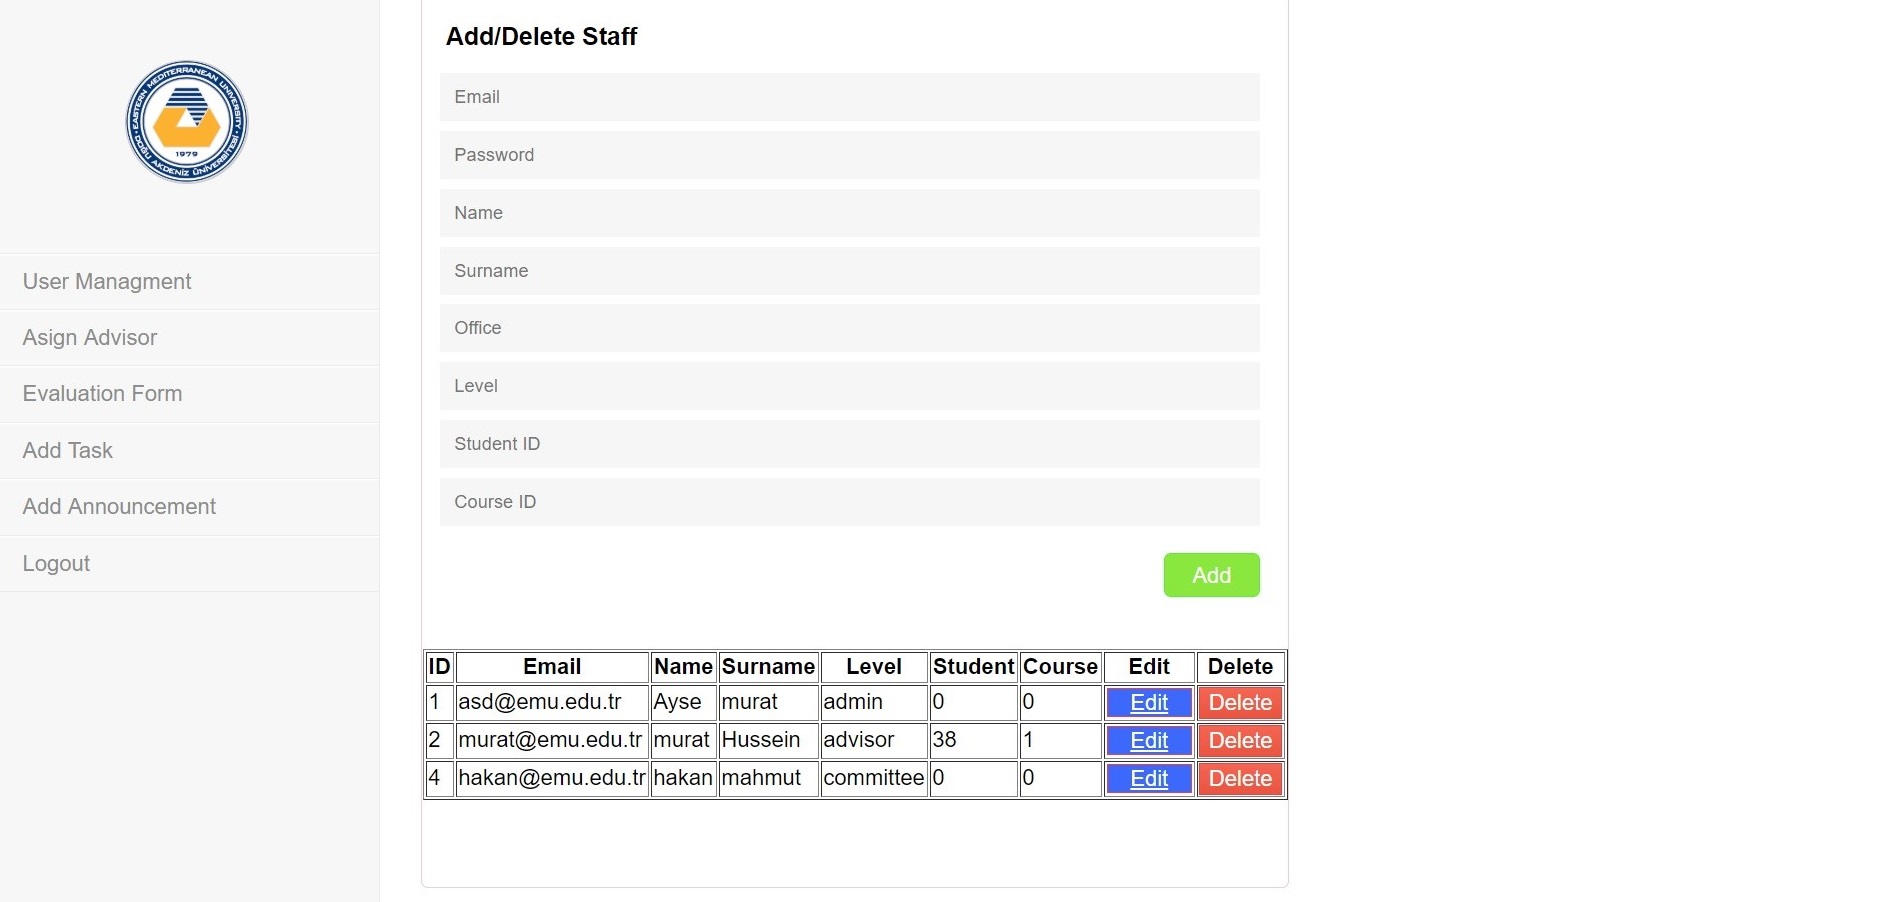 EASTERN MEDITERRANEAN UNIVERSITY
DOĞU AKDENİZ ÜNİVERSİTESİ
1979
User Managment
Asign Advisor
Evaluation Form
Add Task
Add Announcement
Logout
Add/Delete Staff
Email
Password
Name
Surname
Office
Level
Student ID
Course ID
Add
ID Email Name Surname Level Student Course Edit Delete
1 asd@emu.edu.tr Ayse murat admin 0 0 Edit Delete
2 murat@emu.edu.tr murat Hussein advisor 38 1 Edit Delete
4 hakan@emu.edu.tr hakan mahmut committee 0 0 Edit Delete